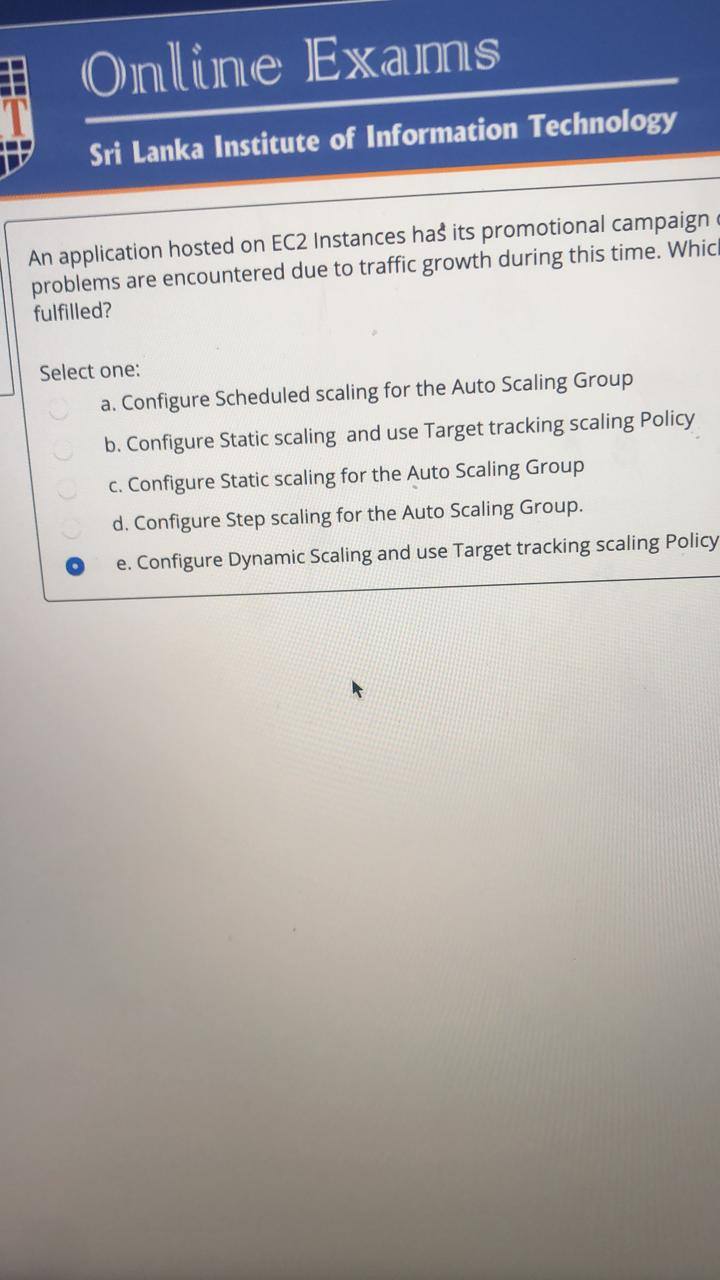 T
Online Exams
Sri Lanka Institute of Information Technology
An application hosted on EC2 Instances has its promotional campaign
problems are encountered due to traffic growth during this time.
fulfilled?
Select one:
a. Configure Scheduled scaling for the Auto Scaling Group
b. Configure Static scaling and use Target tracking scaling Policy
c. Configure Static scaling for the Auto Scaling Group
d. Configure Step scaling for the Auto Scaling Group.
e. Configure Dynamic Scaling and use Target tracking scaling Policy